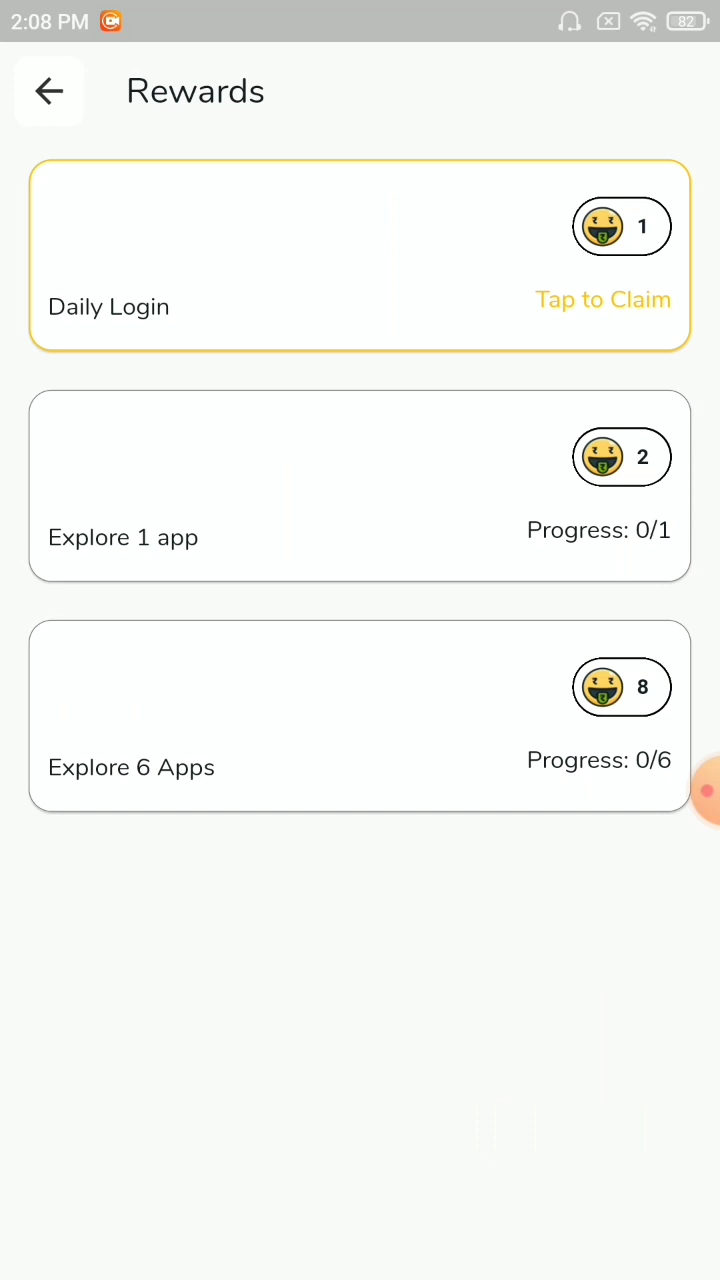 2:08 PM
82
Rewards
1
Daily Login
Tap to Claim
2
Explore 1 app
Progress: 0/1
8
Explore 6 Apps
Progress: 0/6